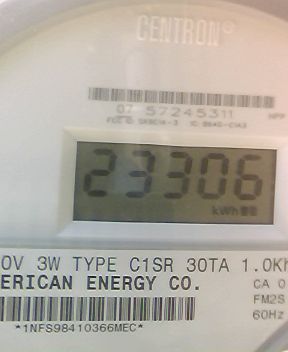 CENTRON®
07 57245311
23306
kWh
0V 3W TYPE C1SR 30TA 1.0Kh
ERICAN ENERGY CO.
CA 0
FM2S
60Hz
*1NFS98410366MEC*